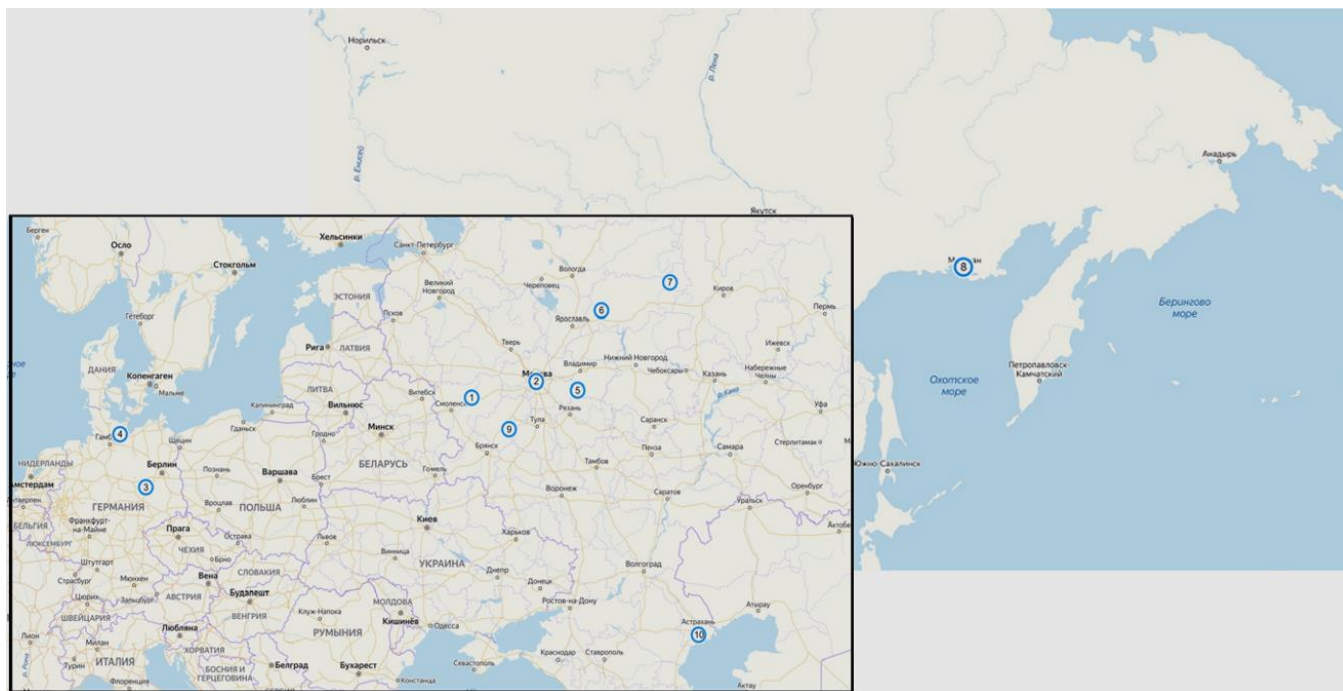 Норильск
р. Лена
р. Енисей
Анадырь
Якутск
8
Берингово
море
Охотское
море
Петропавловск-
Камчатский
Южно-Сахалинск
Берген
Осло
Хельсинки
Санкт-Петербург
Стокгольм
Вологда
Череповец
7
Киров
Великий
Новгород
ЭСТОНИЯ
Пермь
6
Гётеборг
Псков
Ярославль
Рига
ЛАТВИЯ
Тверь
Ижевск
ДАНИЯ
Владимир
Нижний Новгород
Чебоксары
Набережные
Челны
Казань
Копенгаген
Мальмё
ЛИТВА
Витебск
2
5
р. Кама
Калининград
Вильнюс
Смоленск
1
Рязань
Уфа
Гданьск
Минск
Тула
Саранск
4
Щецин
Гродно
9
Самара
Стерлитамак
Брянск
Пенза
НИДЕРЛАНДЫ
Берлин
Познань
Варшава
БЕЛАРУСЬ
Гомель
Тамбов
Амстердам
3
Брест
Оренбург
ГЕРМАНИЯ
Вроцлав
ПОЛЬША
Люблин
Воронеж
Саратов
Уральск
БЕЛЬГИЯ
Франкфурт-
на-Майне
Киев
ЛЮКСЕМБУРГ
Прага
Острава
Львов
Харьков
ЧЕХИЯ
Брно
Винница
УКРАИНА
Штутгарт
СЛОВАКИЯ
Днепр
Волгоград
Страсбург
Мюнхен
Вена
Донецк
Цюрих
Зальцбург
АВСТРИЯ
Будапешт
МОЛДОВА
Ростов-на-Дону
Атырау
ШВЕЙЦАРИЯ
ВЕНГРИЯ
Клуж-Напока
Кишинёв
Одесса
Астрахань
Лион
Любляна
РУМЫНИЯ
10
Милан
ХОРВАТИЯ
Турин
ИТАЛИЯ
БОСНИЯ И
ГЕРЦЕГОВИНА
Белград
Бухарест
Севастополь
Краснодар
Ставрополь
Флоренция
Констанца
Актау